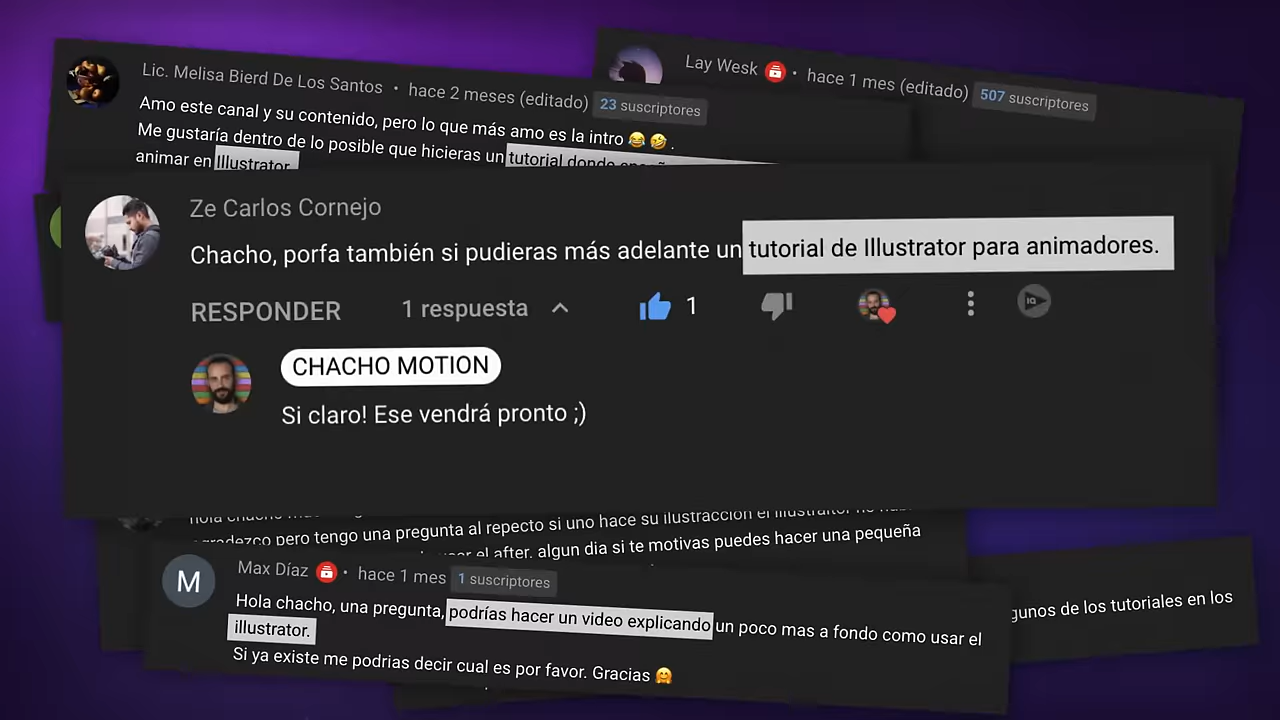 Lic. Melisa Bierd De Los Santos • hace 2 meses (editado) 23 suscriptores
Amo este canal y su contenido, pero lo que más amo es la intro 😂 🤣 .
Me gustaría dentro de lo posible que hicieras un tutorial donde
animar en Illustrator.
Lay Wesk • hace 1 mes (editado) 507 suscriptores
Ze Carlos Cornejo
Chacho, porfa también si pudieras más adelante un tutorial de Illustrator para animadores.
RESPONDER 1 respuesta 1
IQ
CHACHO MOTION
Si claro! Ese vendrá pronto ;)
hola chacho
agradezco pero tengo una pregunta al repecto si uno hace su ilustracción el illustraitor
usar el after. algun dia si te motivas puedes hacer una pequeña
M
Max Díaz • hace 1 mes 1 suscriptores
Hola chacho, una pregunta, podrías hacer un video explicando un poco mas a fondo como usar el
illustrator.
Si ya existe me podrias decir cual es por favor. Gracias 🤗
gunos de los tutoriales en los